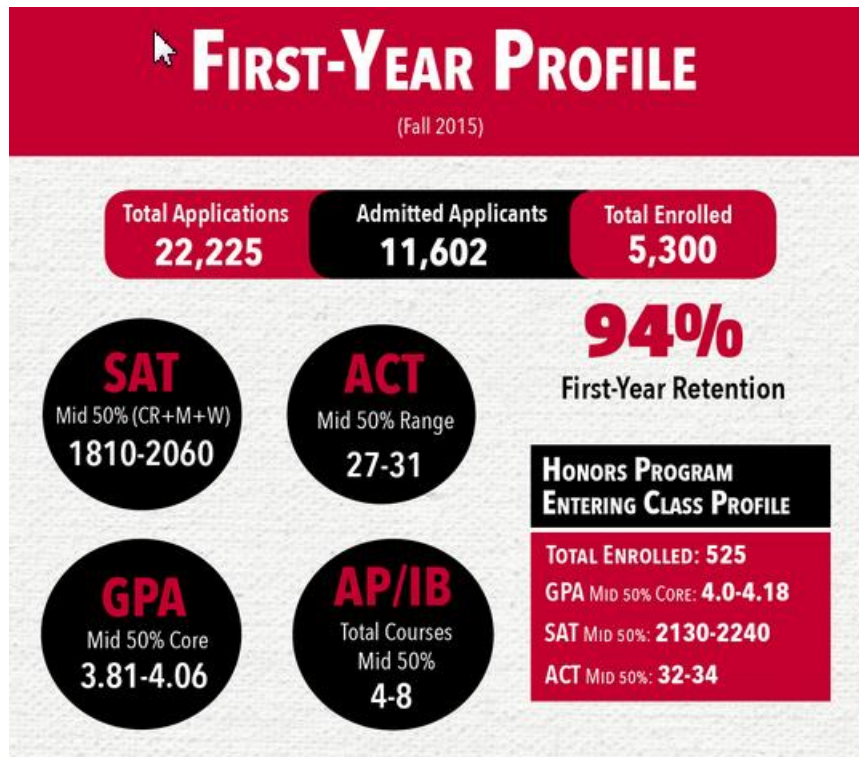 FIRST-YEAR PROFILE
(Fall 2015)
Total Applications
22,225
Admitted Applicants
11,602
Total Enrolled
5,300
SAT
Mid 50% (CR+M+W)
1810-2060
ACT
Mid 50% Range
27-31
94%
First-Year Retention
GPA
Mid 50% Core
3.81-4.06
AP/IB
Total Courses
Mid 50%
4-8
HONORS PROGRAM
ENTERING CLASS PROFILE
TOTAL ENROLLED: 525
GPA MID 50% CORE: 4.0-4.18
SAT MID 50%: 2130-2240
ACT MID 50%: 32-34